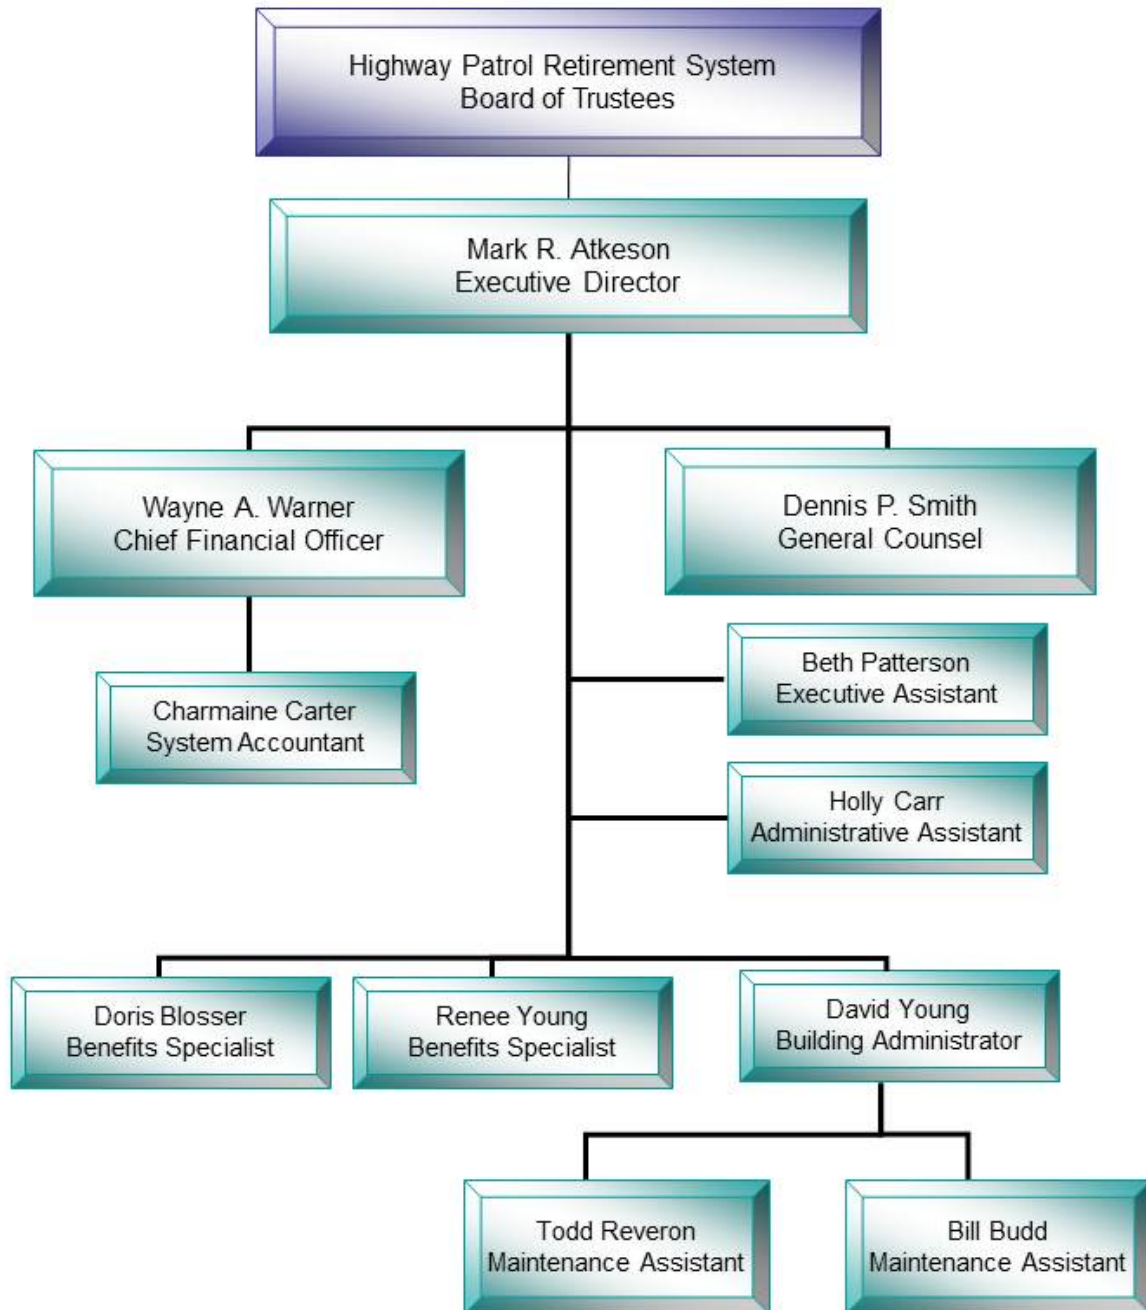 Highway Patrol Retirement System
Board of Trustees
Mark R. Atkeson
Executive Director
Wayne A. Warner
Chief Financial Officer
Dennis P. Smith
General Counsel
Beth Patterson
Executive Assistant
Charmaine Carter
System Accountant
Holly Carr
Administrative Assistant
Doris Blosser
Benefits Specialist
Renee Young
Benefits Specialist
David Young
Building Administrator
Todd Reveron
Maintenance Assistant
Bill Budd
Maintenance Assistant